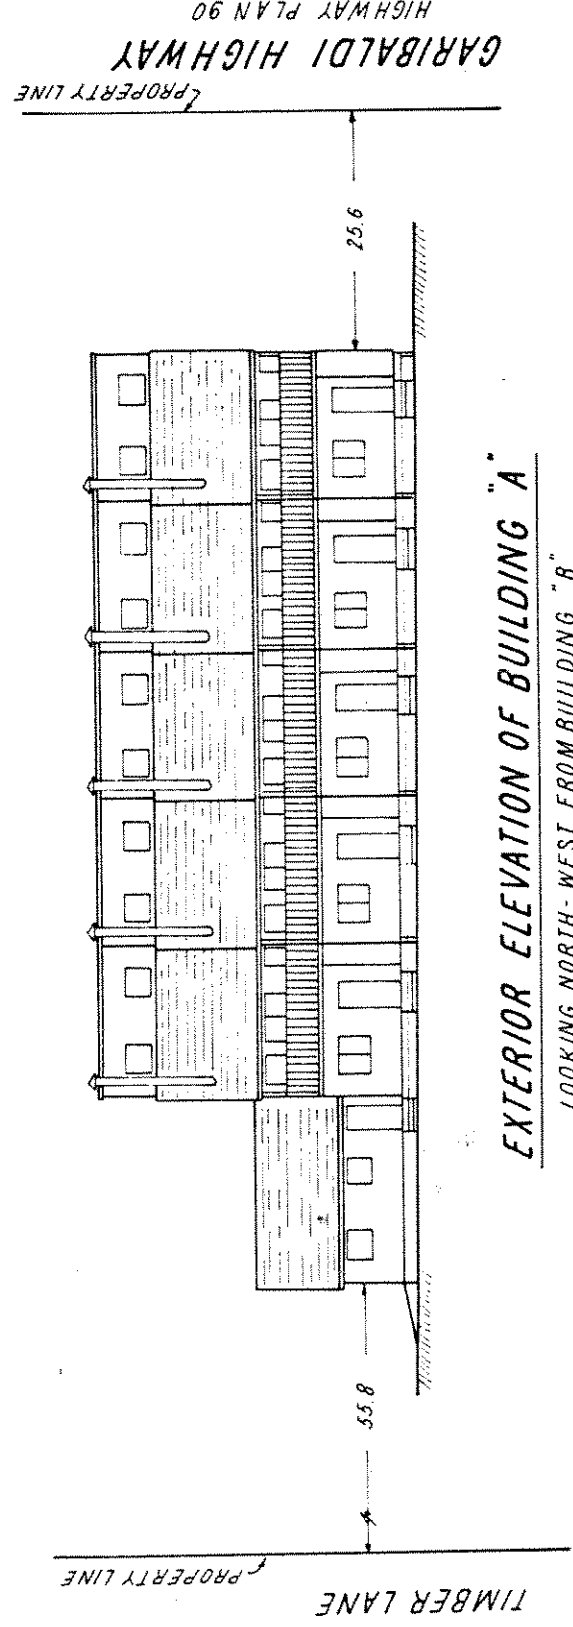 GARIBALDI HIGHWAY
HIGHWAY PLAN 90
PROPERTY LINE
25.6
55.8
PROPERTY LINE
TIMBER LANE
EXTERIOR ELEVATION OF BUILDING "A"
LOOKING NORTH-WEST FROM BUILDING "B"